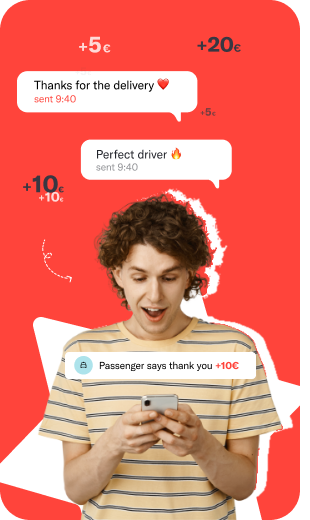 +5€
+20€
Thanks for the delivery ❤️
sent 9:40
+5€
Perfect driver 🔥
sent 9:40
+10€
+10€
Passenger says thank you +10€